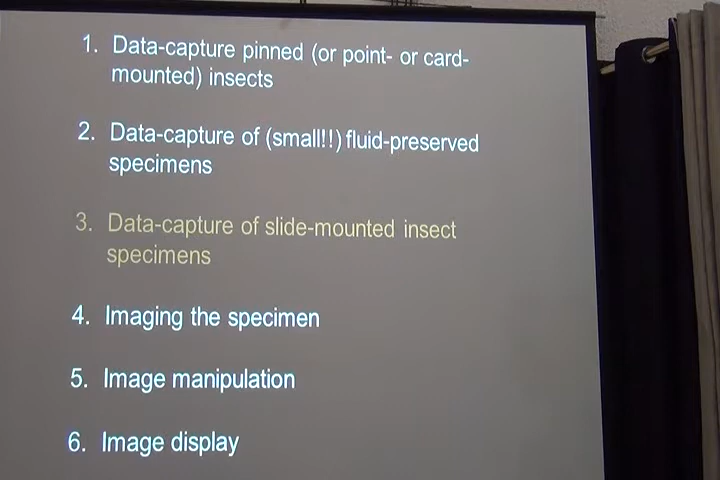 1. Data-capture pinned (or point- or card-
mounted) insects
2. Data-capture of (small!!) fluid-preserved
specimens
3. Data-capture of slide-mounted insect
specimens
4. Imaging the specimen
5. Image manipulation
6. Image display